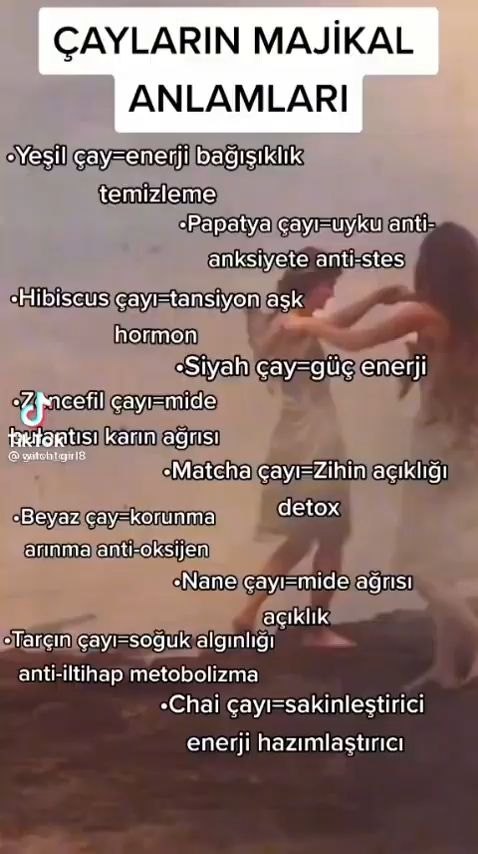 ÇAYLARIN MAJİKAL
ANLAMLARI
•Yeşil çay=enerji bağışıklık
temizleme
•Papatya çayı=uyku anti-
anksiyete anti-stes
•Hibiscus çayı=tansiyon aşk
hormon
•Siyah çay=güç enerji
•Zencefil çayı=mide
bulantısı karın ağrısı
TikTok
•Matcha çayı=Zihin açıklığı
detox
•Beyaz çay=korunma
arınma anti-oksijen
•Nane çayı=mide ağrısı
açıklık
•Tarçın çayı=soğuk algınlığı
anti-iltihap metobolizma
•Chai çayı=sakinleştirici
enerji hazımlaştırıcı